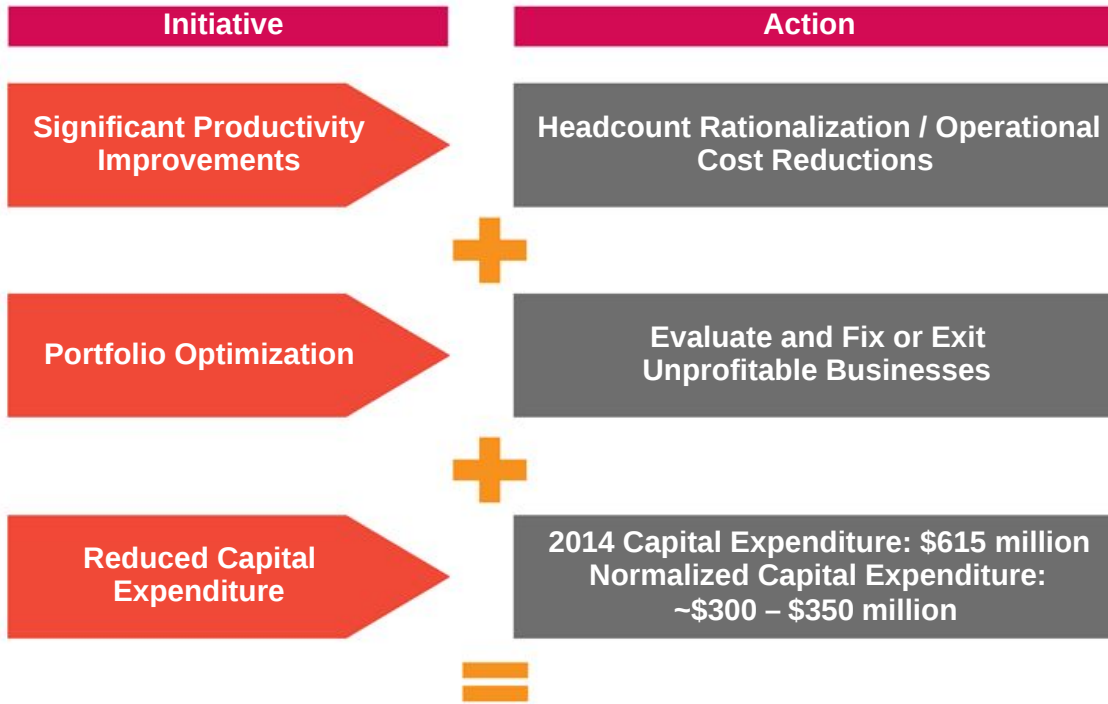 Initiative
Action
Significant Productivity
Improvements
Headcount Rationalization / Operational
Cost Reductions
Portfolio Optimization
Evaluate and Fix or Exit
Unprofitable Businesses
Reduced Capital
Expenditure
2014 Capital Expenditure: $615 million
Normalized Capital Expenditure:
~$300 – $350 million